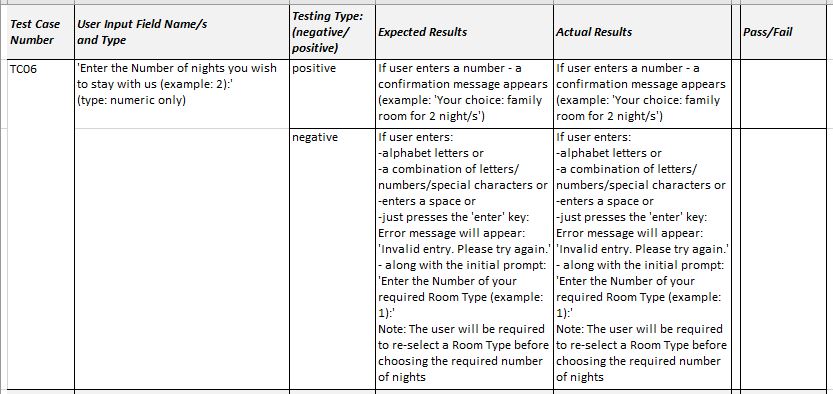 Test Case
Number
User Input Field Name/s
and Type
Testing Type:
(negative/
positive)
Expected Results
Actual Results
Pass/Fail
TC06
'Enter the Number of nights you wish
to stay with us (example: 2):'
(type: numeric only)
positive
If user enters a number - a
confirmation message appears
(example: 'Your choice: family
room for 2 night/s')
If user enters a number - a
confirmation message appears
(example: 'Your choice: family
room for 2 night/s')
negative
If user enters:
-alphabet letters or
-a combination of letters/
numbers/special characters or
-enters a space or
-just presses the 'enter' key:
Error message will appear:
'Invalid entry. Please try again.'
- along with the initial prompt:
'Enter the Number of your
required Room Type (example:
1):'
Note: The user will be required
to re-select a Room Type before
choosing the required number
of nights
If user enters:
-alphabet letters or
-a combination of letters/
numbers/special characters or
-enters a space or
-just presses the 'enter' key:
Error message will appear:
'Invalid entry. Please try again.'
- along with the initial prompt:
'Enter the Number of your
required Room Type (example:
1):'
Note: The user will be required
to re-select a Room Type before
choosing the required number
of nights